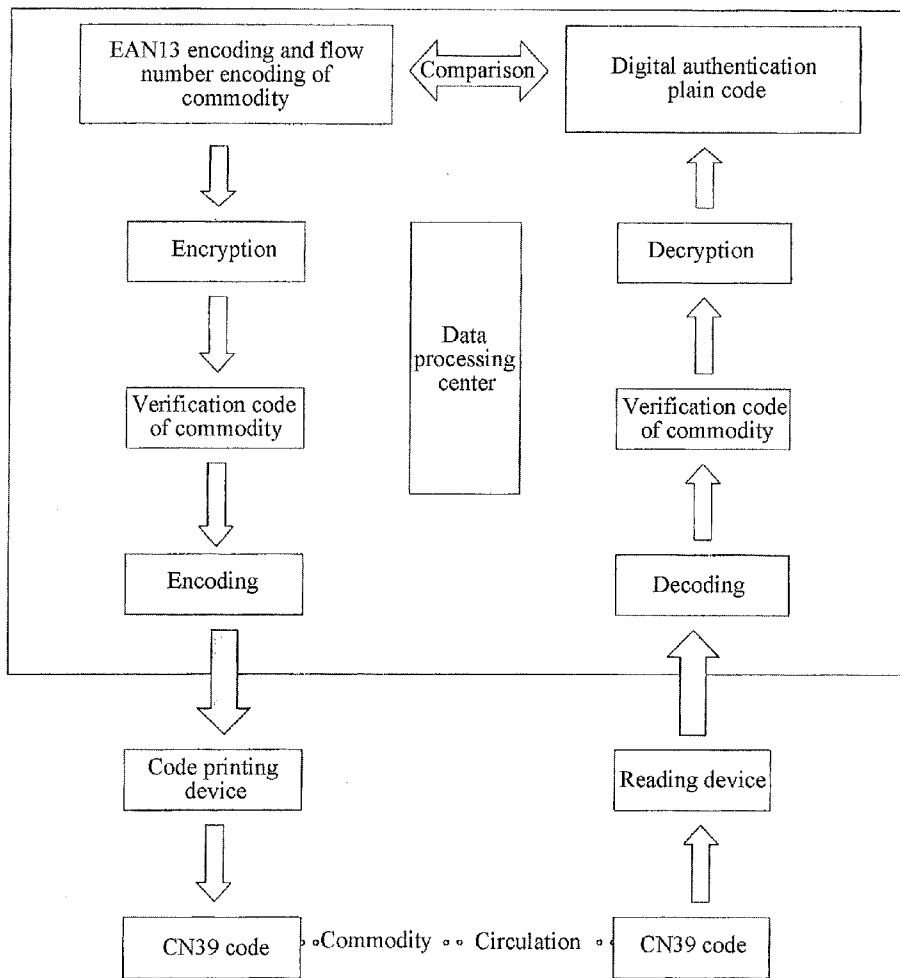 EAN13 encoding and flow
number encoding of
commodity
Comparison
Digital authentication
plain code
Encryption
Decryption
Data
processing
center
Verification code
of commodity
Verification code
of commodity
Encoding
Decoding
Code printing
device
Reading device
CN39 code
Commodity
Circulation
CN39 code